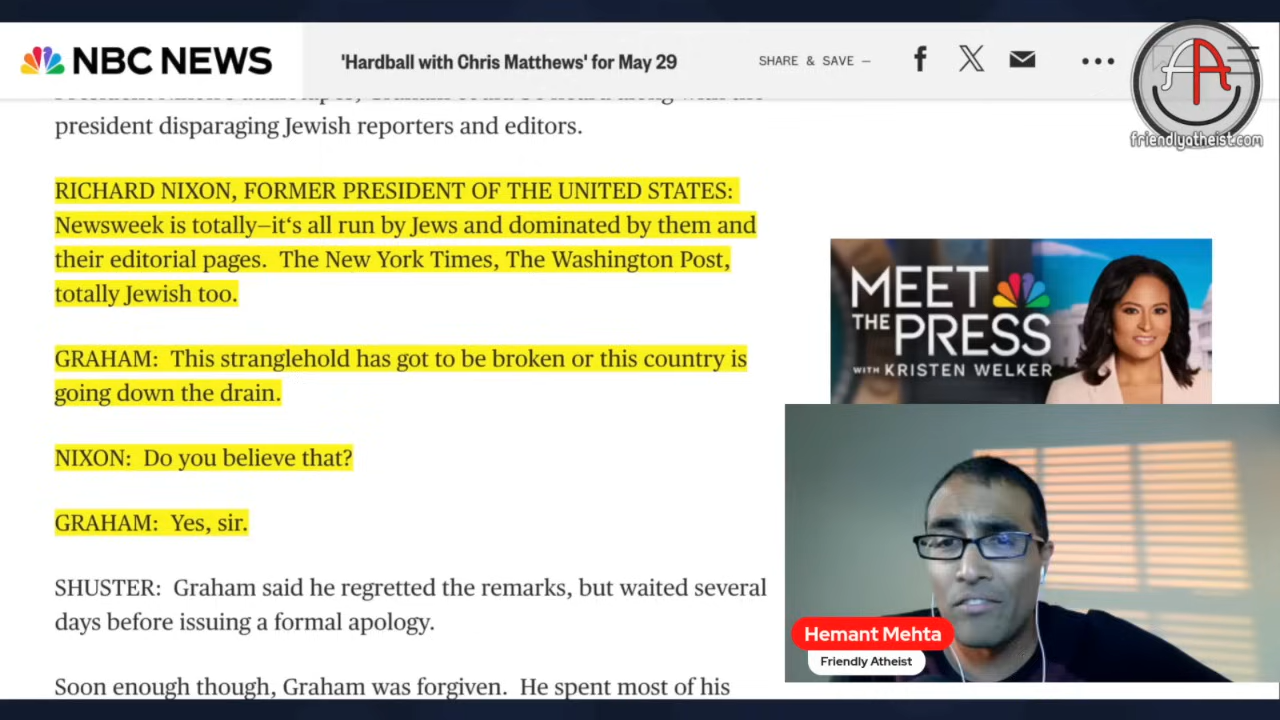 NBC NEWS
'Hardball with Chris Matthews' for May 29
SHARE & SAVE —
friendlyatheist.com
president disparaging Jewish reporters and editors.
RICHARD NIXON, FORMER PRESIDENT OF THE UNITED STATES:
Newsweek is totally—it‘s all run by Jews and dominated by them and
their editorial pages.  The New York Times, The Washington Post,
totally Jewish too.
GRAHAM:  This stranglehold has got to be broken or this country is
going down the drain.
NIXON:  Do you believe that?
GRAHAM:  Yes, sir.
SHUSTER:  Graham said he regretted the remarks, but waited several
days before issuing a formal apology.
Soon enough though, Graham was forgiven.  He spent most of his
MEET
THE PRESS
WITH KRISTEN WELKER
Hemant Mehta
Friendly Atheist